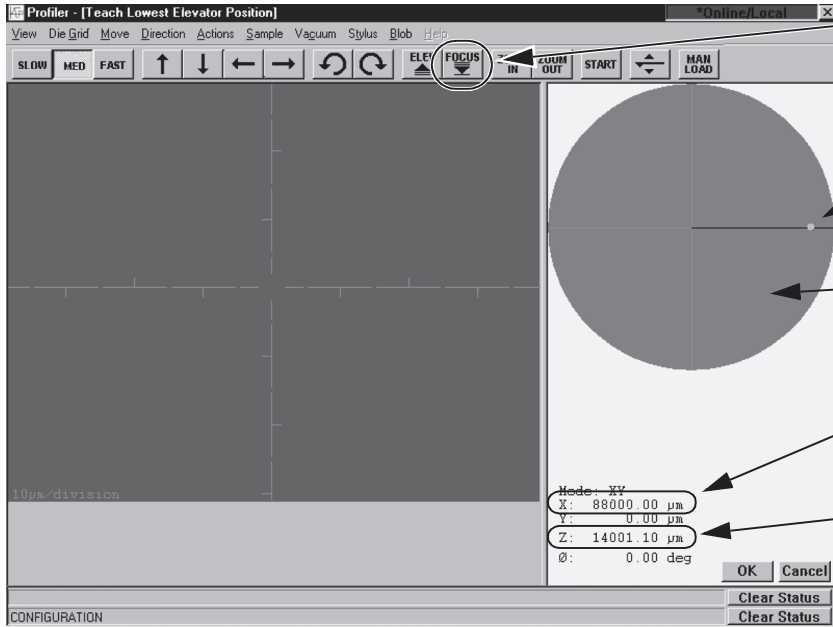 Profiler - [Teach Lowest Elevator Position] *Online/Local
View Die Grid Move Direction Actions Sample Vacuum Stylus Blob Help
SLOW MED FAST FOCUS IN ZOOM OUT START MAN LOAD
10µm/division
Mode: XY
X: 88000.00 µm
Y: 0.00 µm
Z: 14001.10 µm
Ø: 0.00 deg
OK Cancel
Clear Status
CONFIGURATION Clear Status